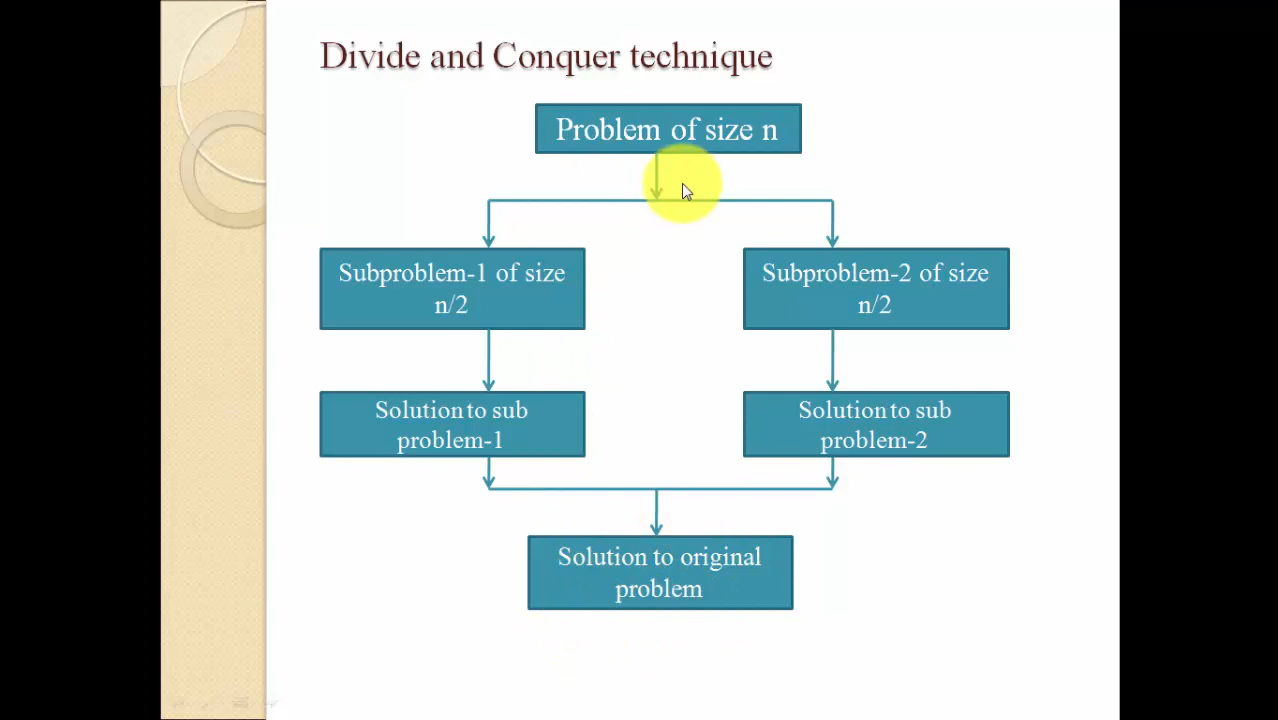 Divide and Conquer technique
Problem of size n
Subproblem-1 of size
n/2
Subproblem-2 of size
n/2
Solution to sub
problem-1
Solution to sub
problem-2
Solution to original
problem